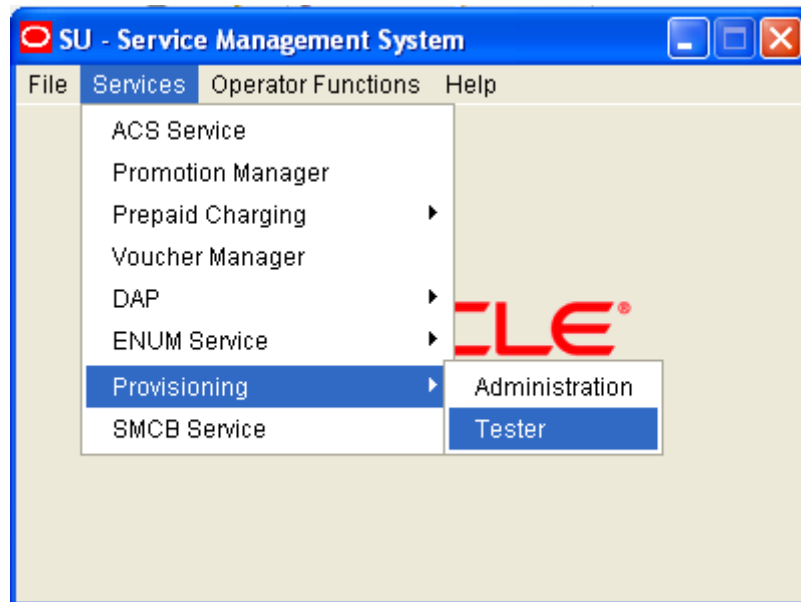 SU - Service Management System
File Services Operator Functions Help
ACS Service
Promotion Manager
Prepaid Charging
Voucher Manager
DAP
ENUM Service
CLE®
Provisioning
Administration
SMCB Service
Tester